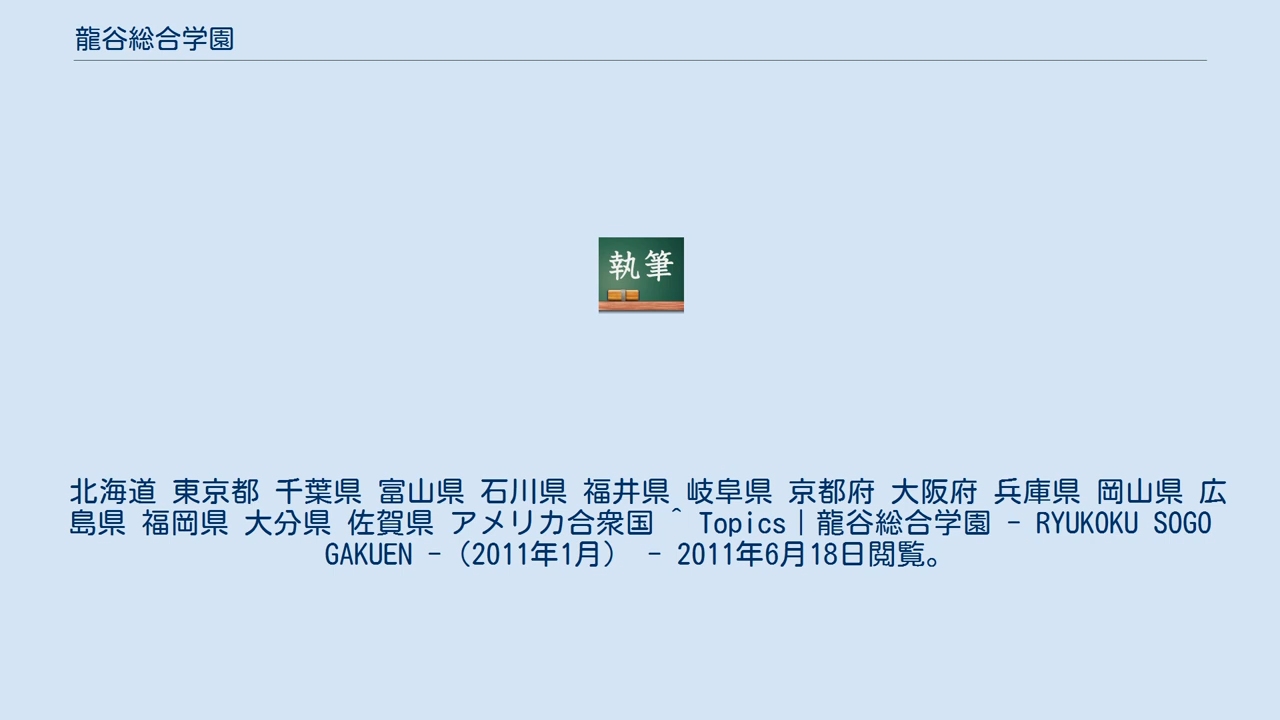 龍谷総合学園
執筆
北海道 東京都 千葉県 富山県 石川県 福井県 岐阜県 京都府 大阪府 兵庫県 岡山県 広
島県 福岡県 大分県 佐賀県 アメリカ合衆国 ^ Topics｜龍谷総合学園 - RYUKOKU SOGO
GAKUEN -（2011年1月） - 2011年6月18日閲覧。